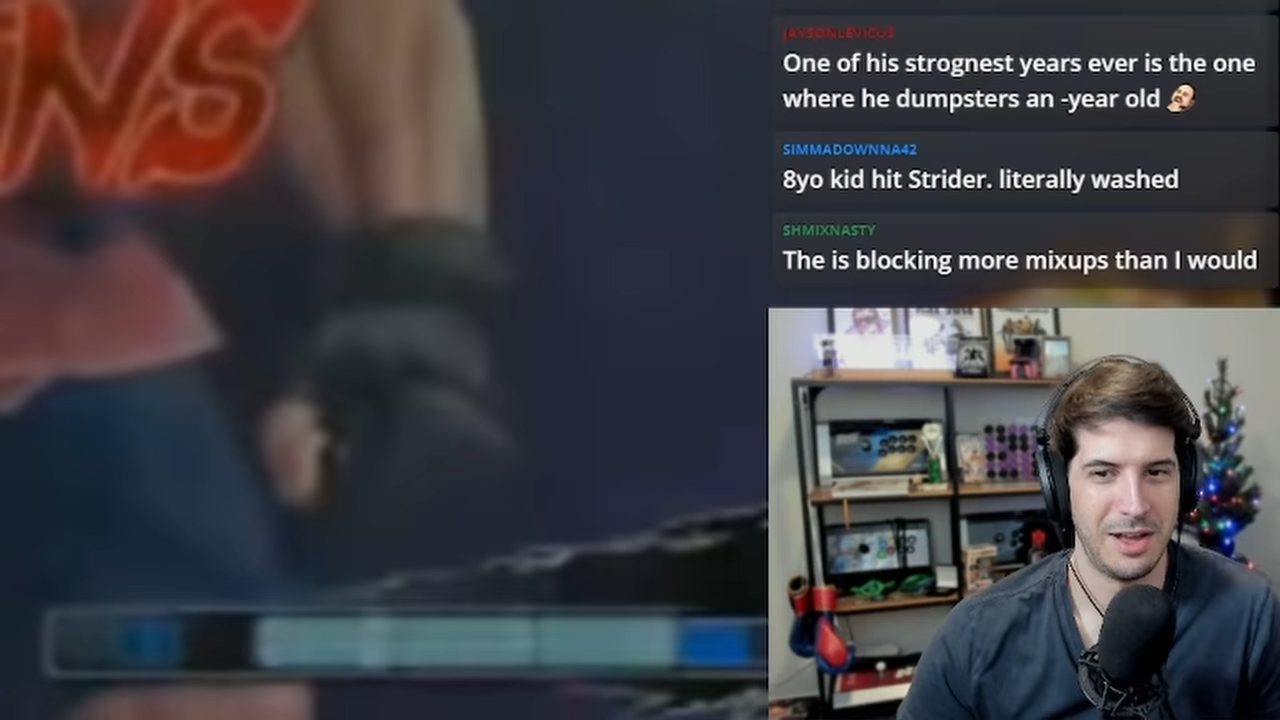 NS
JAYSONLEVICUS
One of his strognest years ever is the one
where he dumpsters an -year old
SIMMADOWNNA42
8yo kid hit Strider. literally washed
SHMIXNASTY
The is blocking more mixups than I would